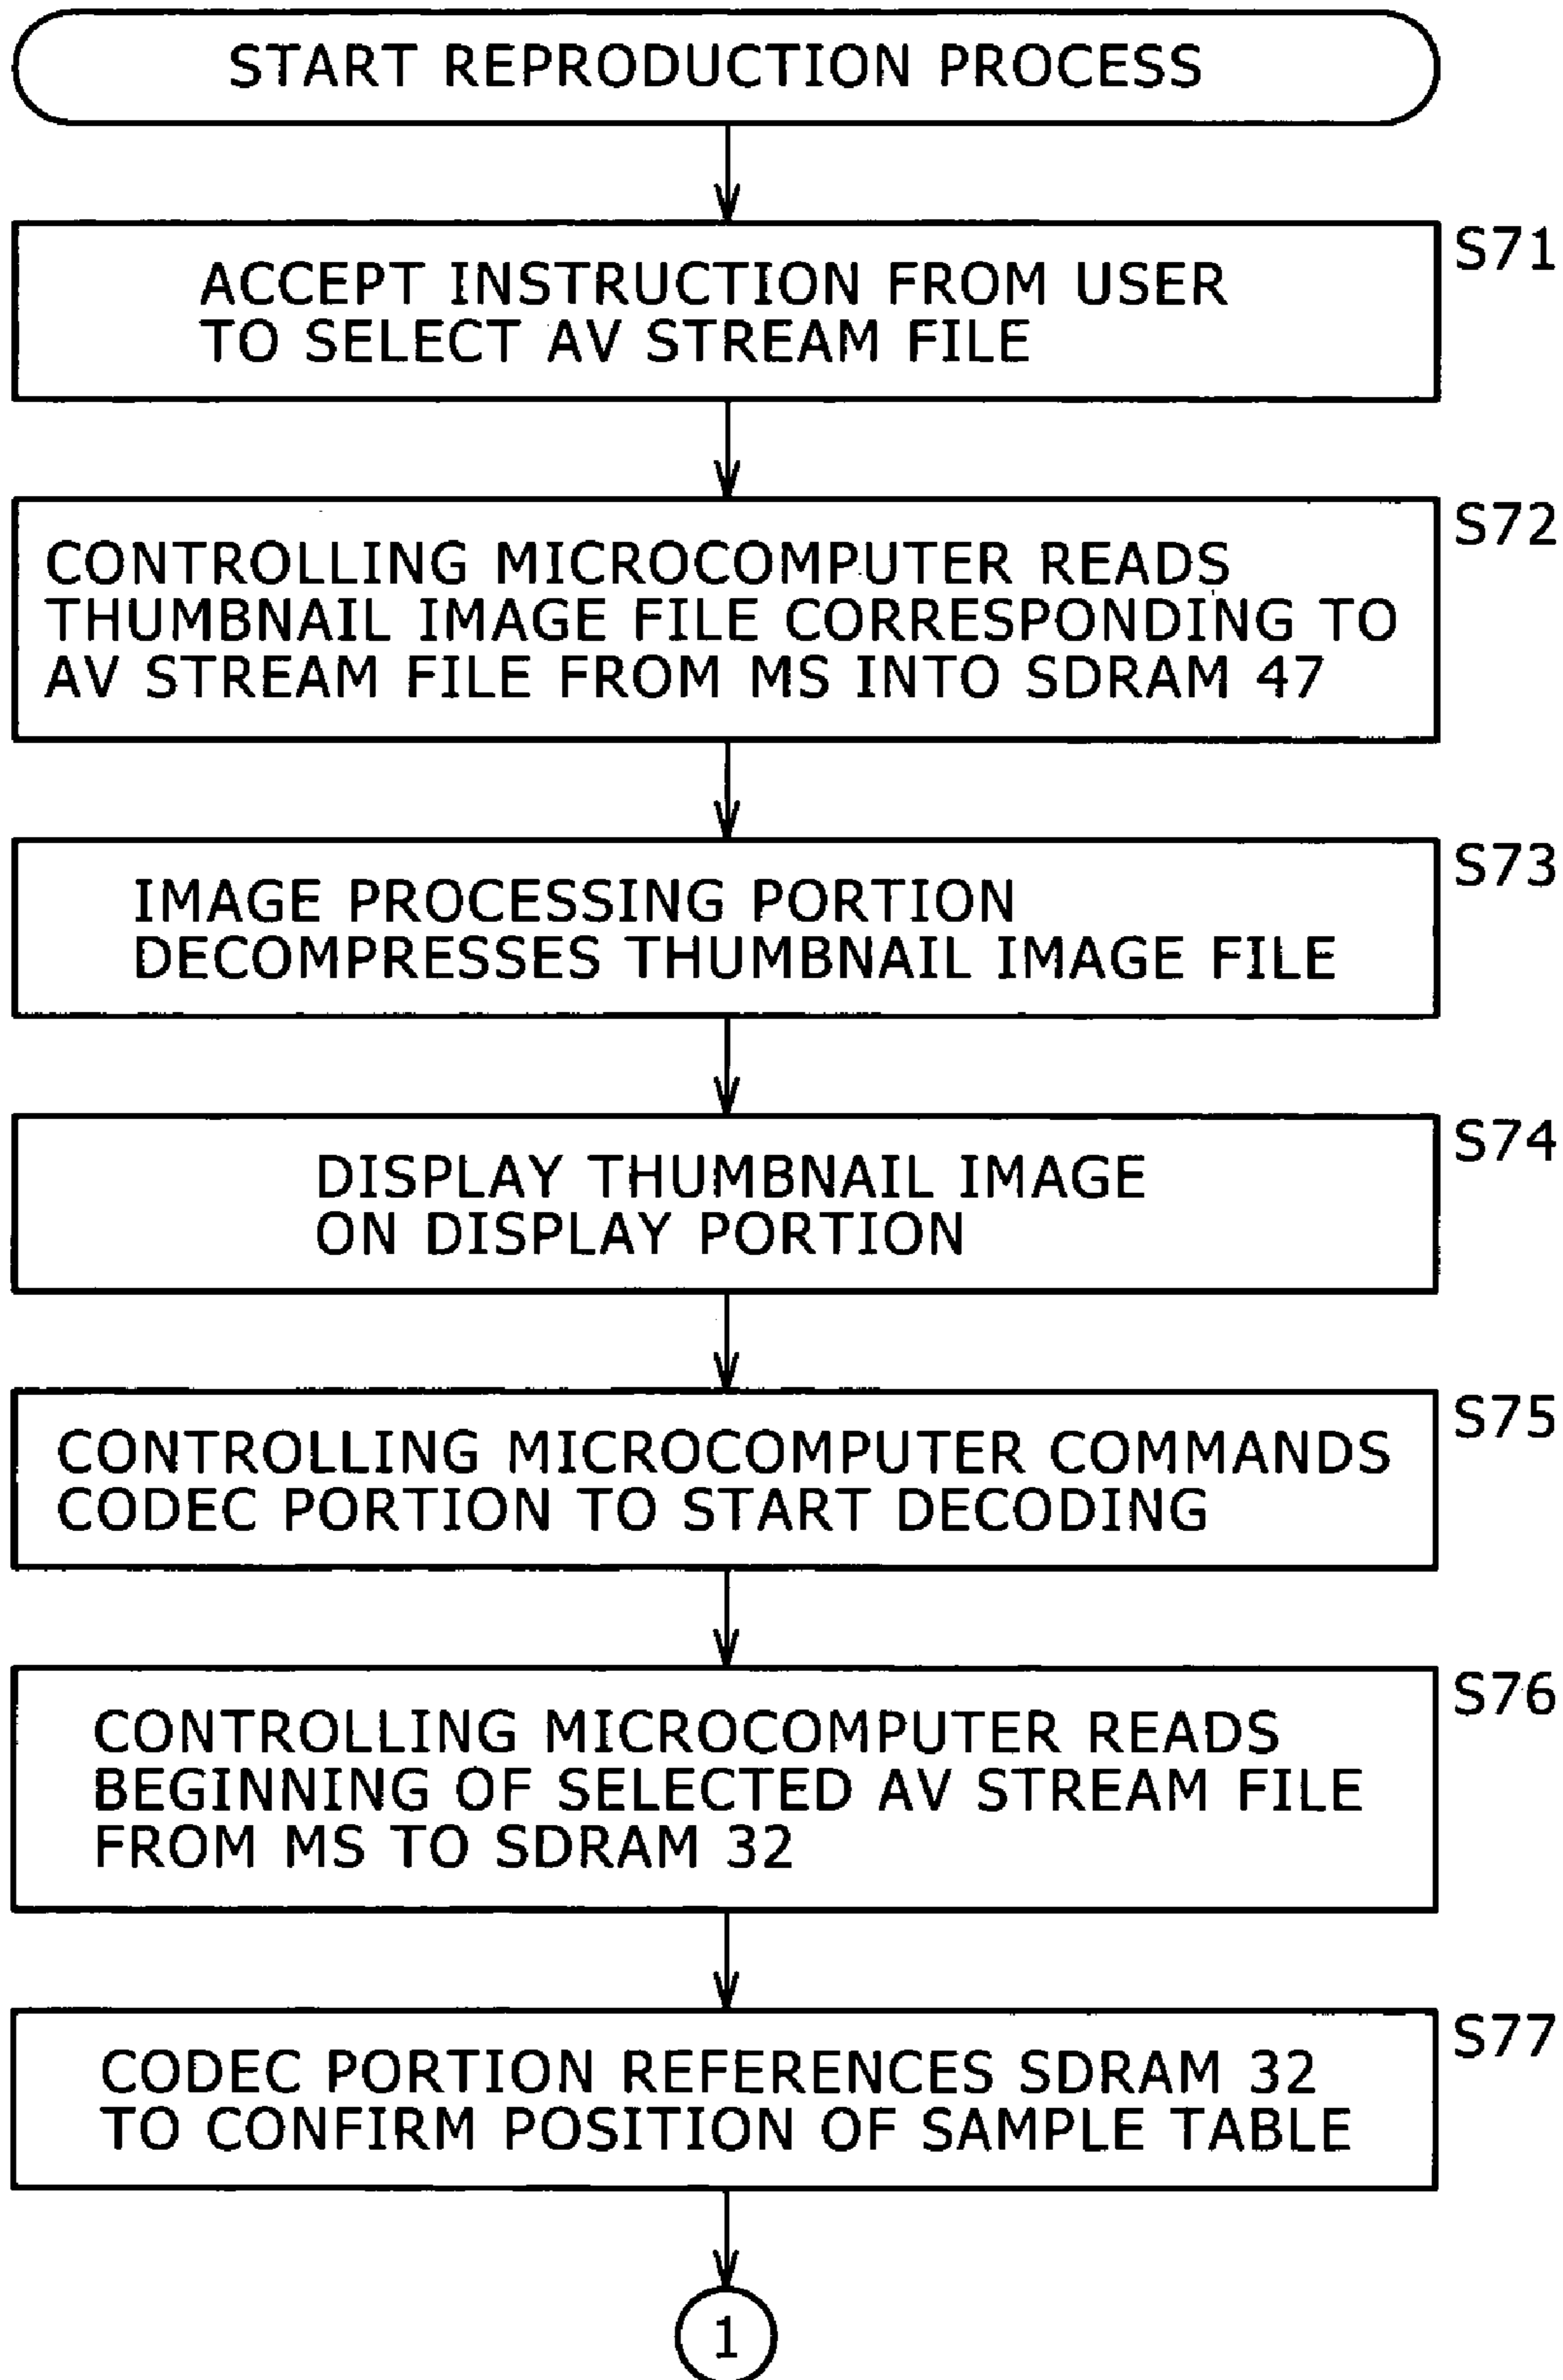 START REPRODUCTION PROCESS
S71
ACCEPT INSTRUCTION FROM USER
TO SELECT AV STREAM FILE
S72
CONTROLLING MICROCOMPUTER READS
THUMBNAIL IMAGE FILE CORRESPONDING TO
AV STREAM FILE FROM MS INTO SDRAM 47
S73
IMAGE PROCESSING PORTION
DECOMPRESSES THUMBNAIL IMAGE FILE
S74
DISPLAY THUMBNAIL IMAGE
ON DISPLAY PORTION
S75
CONTROLLING MICROCOMPUTER COMMANDS
CODEC PORTION TO START DECODING
S76
CONTROLLING MICROCOMPUTER READS
BEGINNING OF SELECTED AV STREAM FILE
FROM MS TO SDRAM 32
S77
CODEC PORTION REFERENCES SDRAM 32
TO CONFIRM POSITION OF SAMPLE TABLE
1